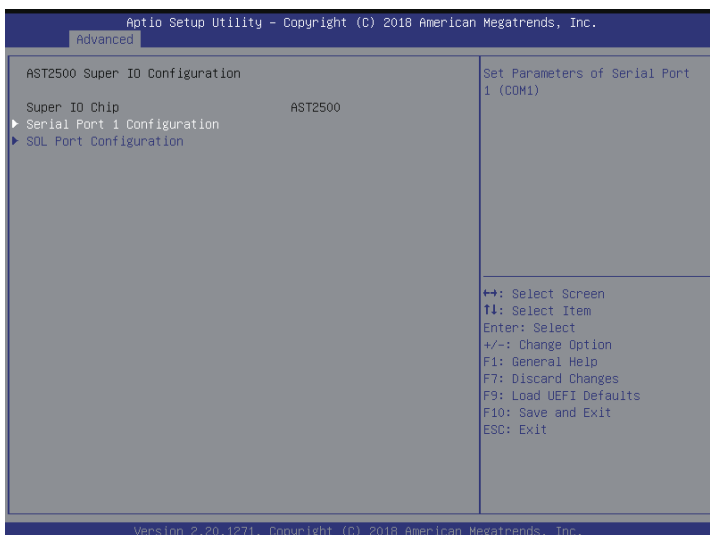 Aptio Setup Utility – Copyright (C) 2018 American Megatrends, Inc.
Advanced
AST2500 Super IO Configuration
Super IO Chip AST2500
▶ Serial Port 1 Configuration
▶ SOL Port Configuration
Set Parameters of Serial Port
1 (COM1)
↔: Select Screen
↑↓: Select Item
Enter: Select
+/-: Change Option
F1: General Help
F7: Discard Changes
F9: Load UEFI Defaults
F10: Save and Exit
ESC: Exit
Version 2.20.1271. Copyright (C) 2018 American Megatrends, Inc.